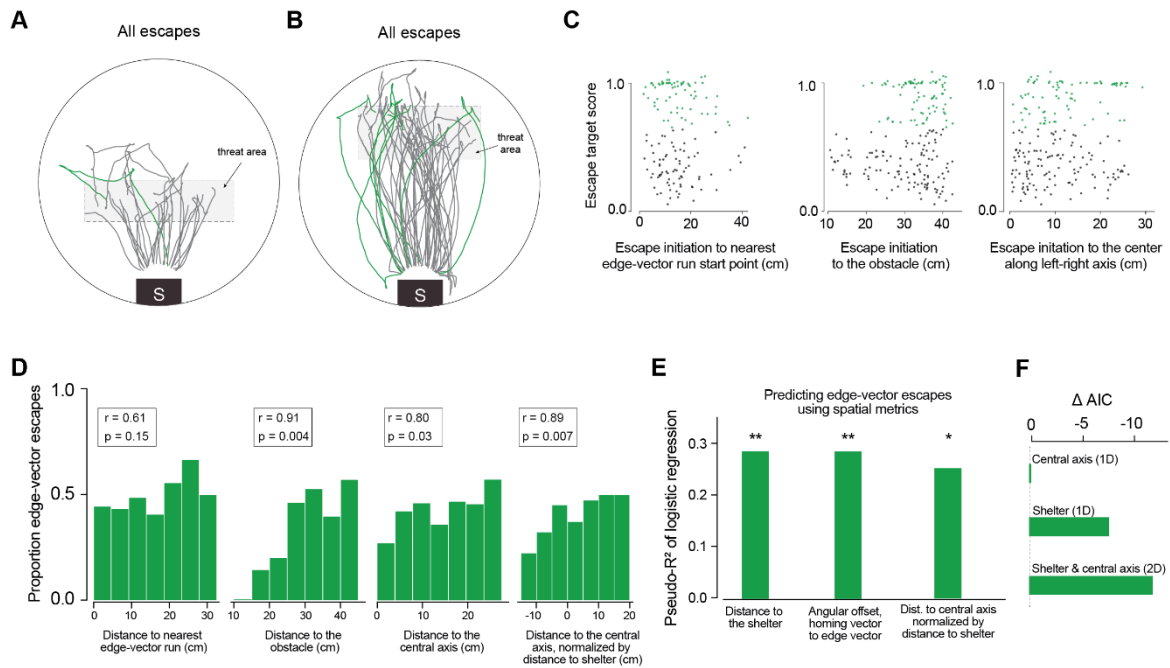 A
All escapes
threat area
S
B
All escapes
threat
area
S
C
Escape target score
1.0
0.0
0
20
40
Escape initiation to nearest
edge-vector run start point (cm)
1.0
0.0
10
20
30
40
Escape initiation
to the obstacle (cm)
1.0
0.0
0
10
20
30
Escape initation to the center
along left-right axis (cm)
D
Proportion edge-vector escapes
1.0
0.5
0.0
r = 0.61
p = 0.15
0
10
20
30
Distance to nearest
edge-vector run (cm)
r = 0.91
p = 0.004
10
20
30
40
Distance to the
obstacle (cm)
r = 0.80
p = 0.03
0
10
20
Distance to the
central axis (cm)
r = 0.89
p = 0.007
-10
0
10
20
Distance to the central
axis, normalized by
distance to shelter (cm)
E
Predicting edge-vector escapes
using spatial metrics
Pseudo-R² of logistic regression
0.3
0.2
0.1
0.0
**
**
*
Distance to
the shelter
Angular offset,
homing vector
to edge vector
Dist. to central axis
normalized by
distance to shelter
F
Δ AIC
0
-5
-10
Central axis (1D)
Shelter (1D)
Shelter & central axis (2D)